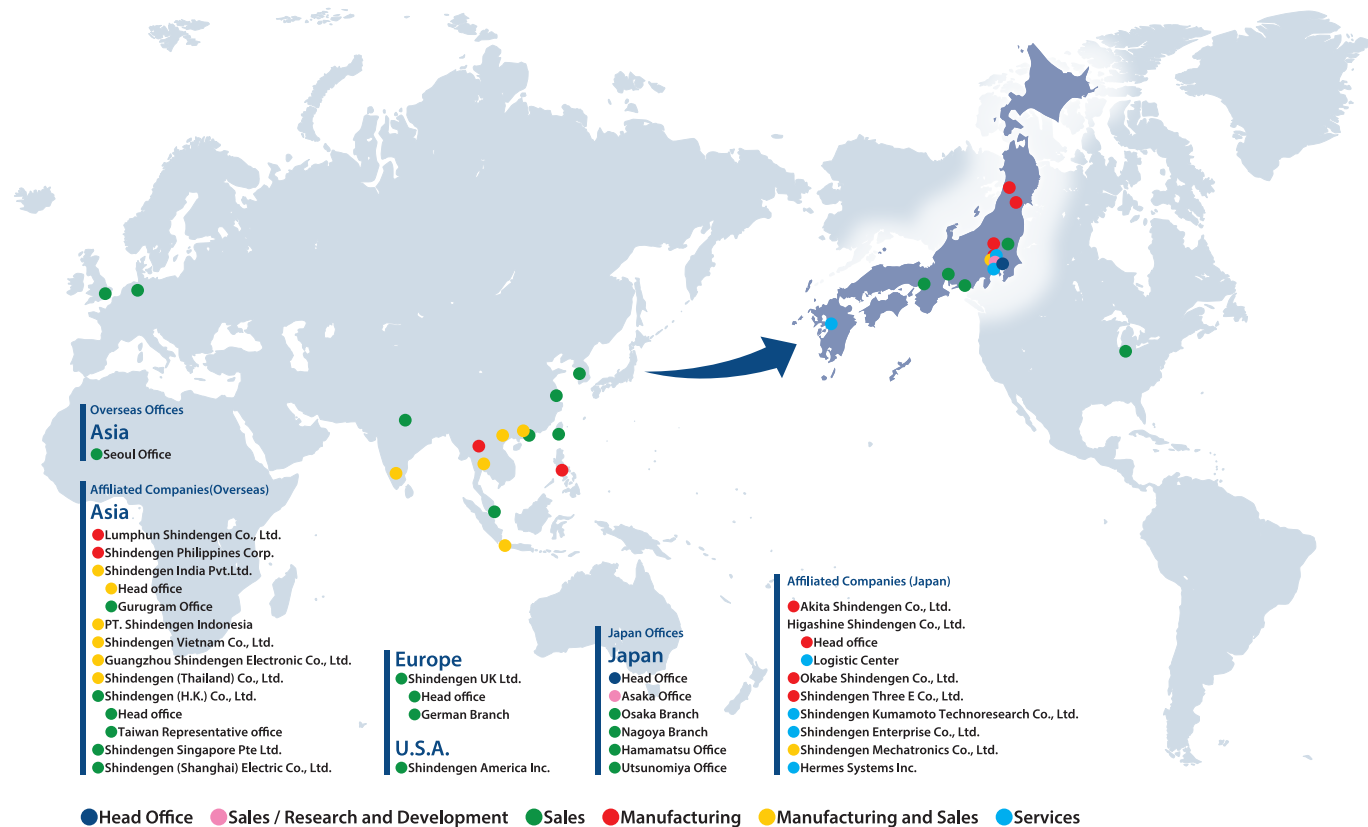 Overseas Offices
Asia
Seoul Office
Affiliated Companies(Overseas)
Asia
Lumphun Shindengen Co., Ltd.
Shindengen Philippines Corp.
Shindengen India Pvt.Ltd.
Head office
Gurugram Office
PT. Shindengen Indonesia
Shindengen Vietnam Co., Ltd.
Guangzhou Shindengen Electronic Co., Ltd.
Shindengen (Thailand) Co., Ltd.
Shindengen (H.K.) Co., Ltd.
Head office
Taiwan Representative office
Shindengen Singapore Pte Ltd.
Shindengen (Shanghai) Electric Co., Ltd.
Europe
Shindengen UK Ltd.
Head office
German Branch
U.S.A.
Shindengen America Inc.
Japan Offices
Japan
Head Office
Asaka Office
Osaka Branch
Nagoya Branch
Hamamatsu Office
Utsunomiya Office
Affiliated Companies (Japan)
Akita Shindengen Co., Ltd.
Higashine Shindengen Co., Ltd.
Head office
Logistic Center
Okabe Shindengen Co., Ltd.
Shindengen Three E Co., Ltd.
Shindengen Kumamoto Technoresearch Co., Ltd.
Shindengen Enterprise Co., Ltd.
Shindengen Mechatronics Co., Ltd.
Hermes Systems Inc.
Head Office Sales / Research and Development Sales Manufacturing Manufacturing and Sales Services